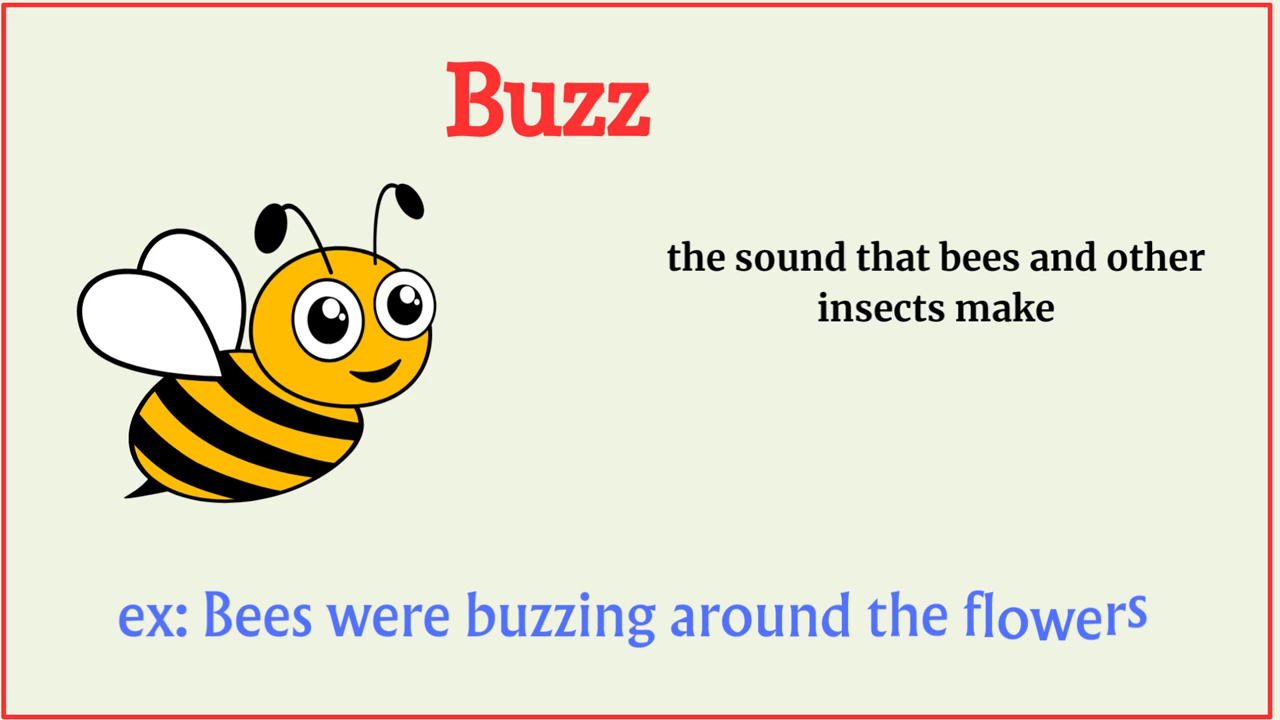 Buzz
the sound that bees and other
insects make
ex: Bees were buzzing around the flowers